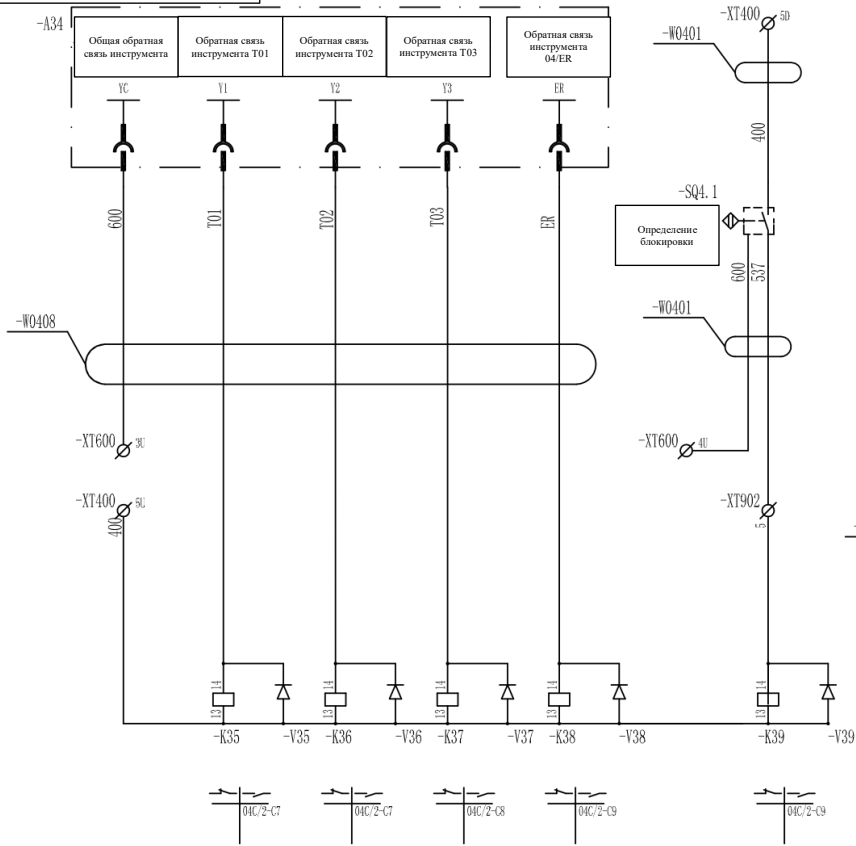 -A34
Общая обратная
связь инструмента
Обратная связь
инструмента T01
Обратная связь
инструмента T02
Обратная связь
инструмента T03
Обратная связь
инструмента
04/ER
YC
Y1
Y2
Y3
ER
-XT400 5D
-W0401
400
-SQ4.1
Определение
блокировки
600
T01
T02
T03
ER
600
537
-W0408
-W0401
-XT600 3U
-XT600 4U
-XT400 5U
400
-XT902
5
14
14
14
14
14
13
13
13
13
13
-K35
-V35
-K36
-V36
-K37
-V37
-K38
-V38
-K39
-V39
04C/2-C7
04C/2-C7
04C/2-C8
04C/2-C9
04C/2-C9